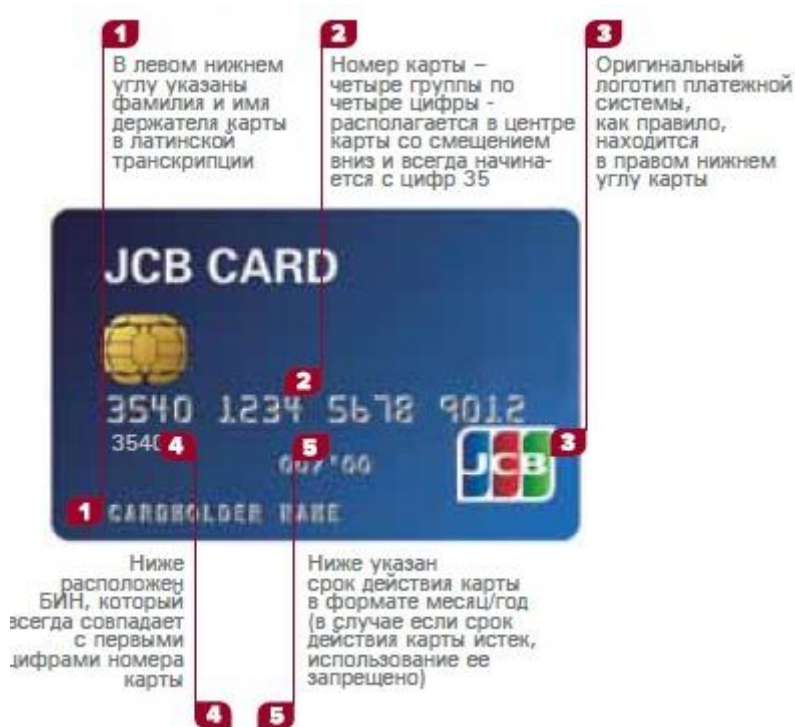 1
В левом нижнем
углу указаны
фамилия и имя
держателя карты
в латинской
транскрипции
2
Номер карты –
четыре группы по
четыре цифры -
располагается в центре
карты со смещением
вниз и всегда начина-
ется с цифр 35
3
Оригинальный
логотип платежной
системы,
как правило,
находится
в правом нижнем
углу карты
JCB CARD
2
3540 1234 5678 9012
3540
4
5
JCB
3
1
CARDHOLDER NAME
Ниже
расположен
БИН, который
всегда совпадает
с первыми
цифрами номера
карты
Ниже указан
срок действия карты
в формате месяц/год
(в случае если срок
действия карты истек,
использование ее
запрещено)
4
5